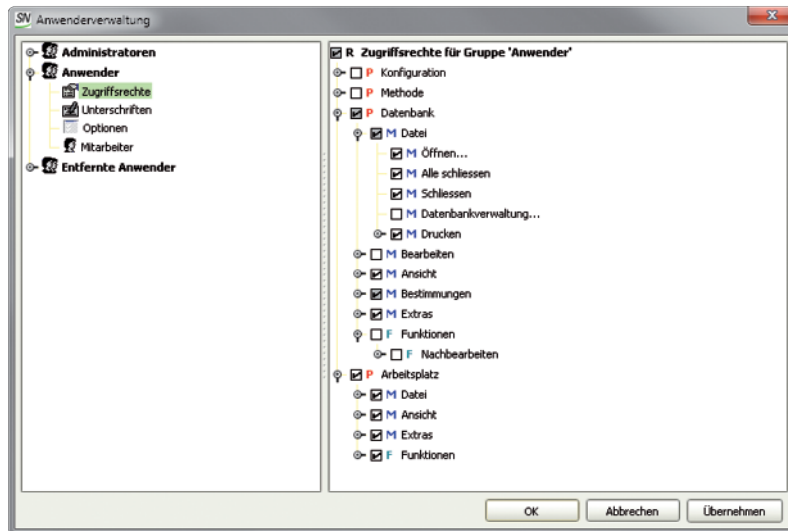 SN Anwenderverwaltung
Administratoren
Anwender
Zugriffsrechte
Unterschriften
Optionen
Mitarbeiter
Entfernte Anwender
R Zugriffsrechte für Gruppe 'Anwender'
P Konfiguration
P Methode
P Datenbank
M Datei
M Öffnen...
M Alle schliessen
M Schliessen
M Datenbankverwaltung...
M Drucken
M Bearbeiten
M Ansicht
M Bestimmungen
M Extras
F Funktionen
F Nachbearbeiten
P Arbeitsplatz
M Datei
M Ansicht
M Extras
F Funktionen
OK Abbrechen Übernehmen